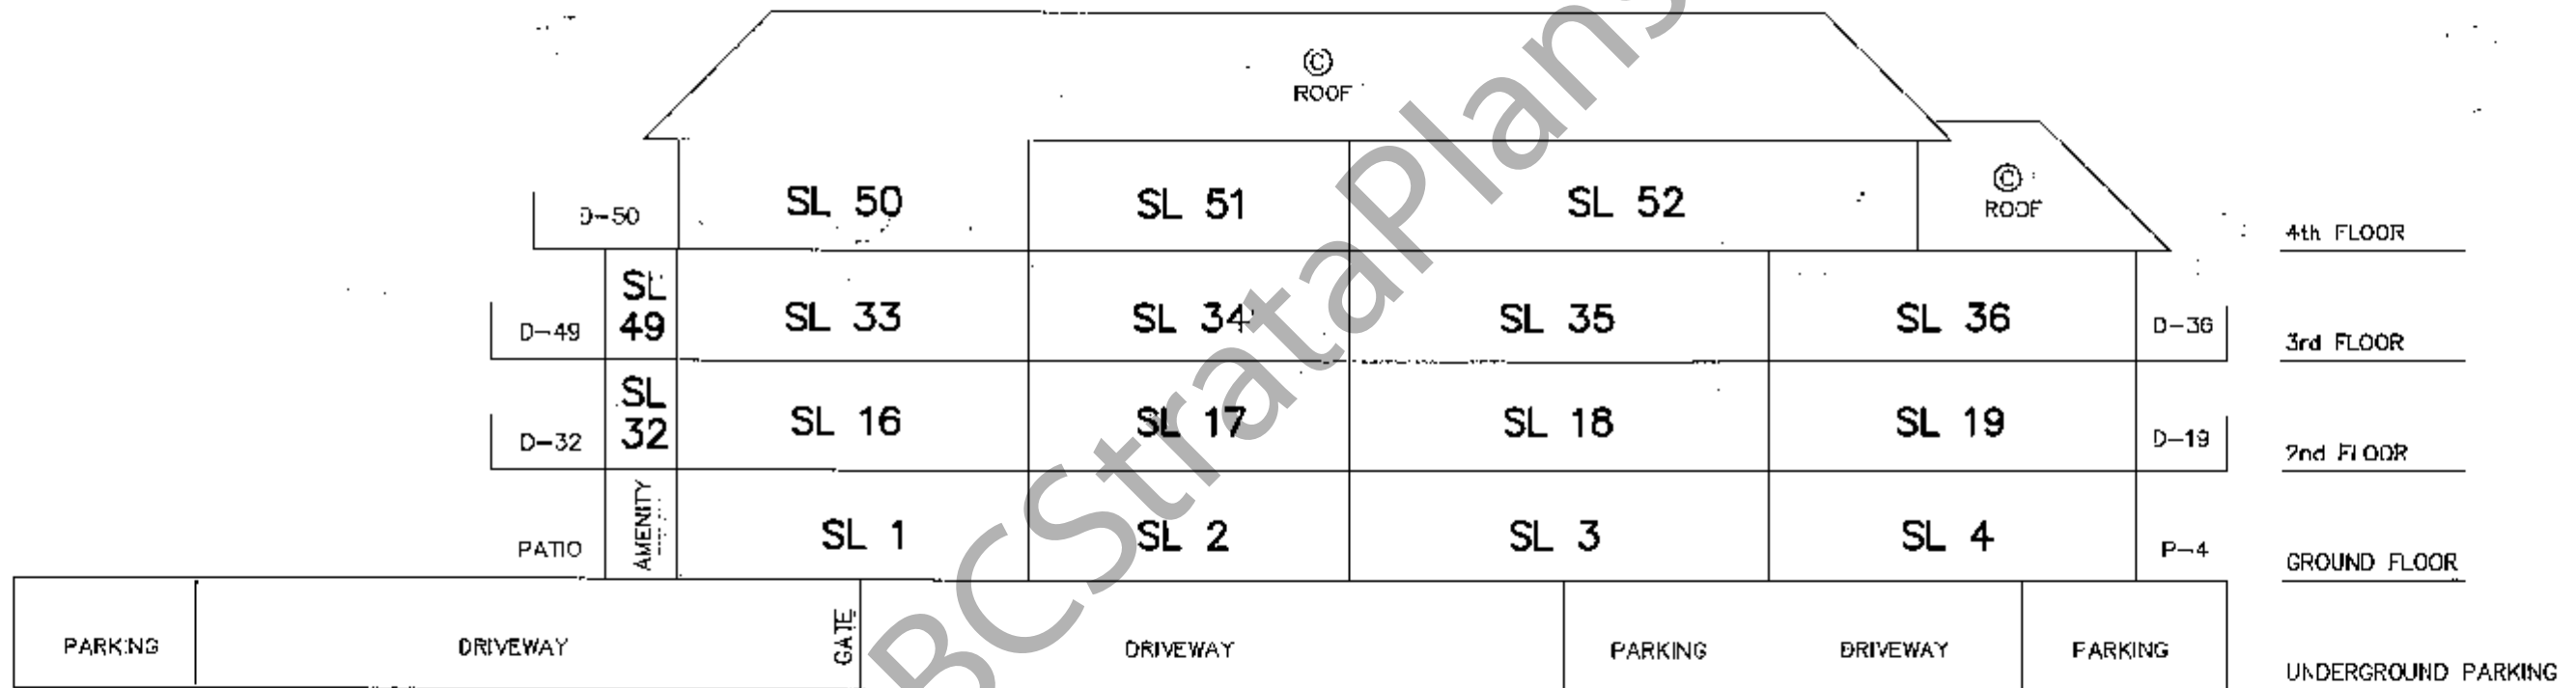 ©
ROOF
D-50
SL 50
SL 51
SL 52
©
ROOF
4th FLOOR
D-49
SL
49
SL 33
SL 34
SL 35
SL 36
D-36
3rd FLOOR
D-32
SL
32
SL 16
SL 17
SL 18
SL 19
D-19
2nd FLOOR
PATIO
AMENITY
SL 1
SL 2
SL 3
SL 4
P-4
GROUND FLOOR
PARKING
DRIVEWAY
GATE
DRIVEWAY
PARKING
DRIVEWAY
PARKING
UNDERGROUND PARKING
BCStrataPlans